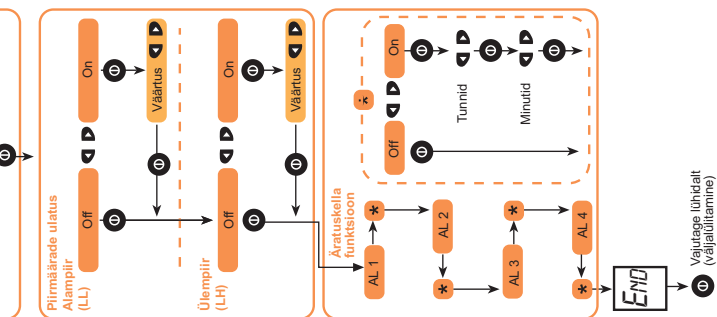 Piirmäärade ulatus
Alampiir
(LL)
Off
On
Väärtus
Ülempiir
(LH)
Off
On
Väärtus
Äratuskella
funktsioon
AL 1
*
AL 2
*
AL 3
*
AL 4
*
*
Off
On
Tunnid
Minutid
END
Vajutage lühidalt
(väljalülitamine)